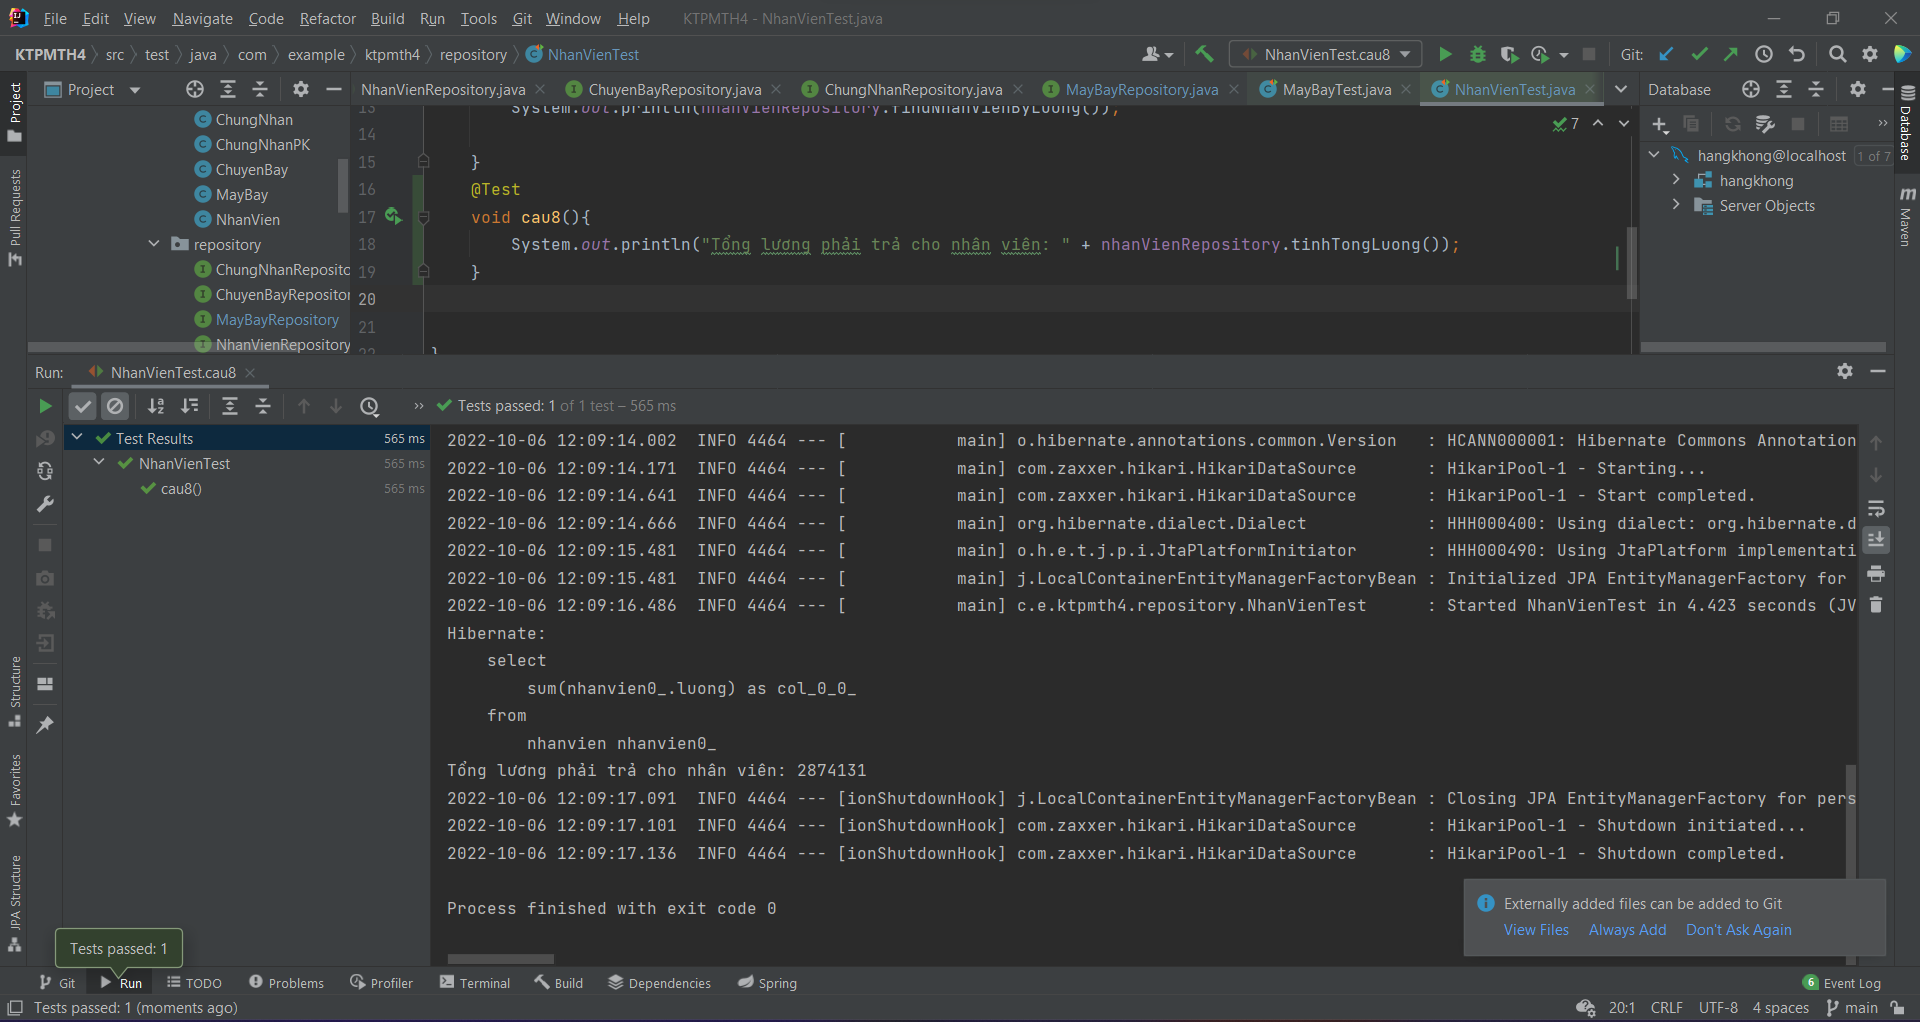 File Edit View Navigate Code Refactor Build Run Tools Git Window Help KTPMTH4 - NhanVienTest.java
KTPMTH4 src test java com example ktpmth4 repository NhanVienTest NhanVienTest.cau8 Git:
Project NhanVienRepository.java ChuyenBayRepository.java ChungNhanRepository.java MayBayRepository.java MayBayTest.java NhanVienTest.java Database
Project
Pull Requests
ChungNhan
ChungNhanPK
ChuyenBay
MayBay
NhanVien
repository
ChungNhanReposito
ChuyenBayRepositor
MayBayRepository
NhanVienRepository
13 System.out.println(nhanVienRepository.findNhanVienByLuong());
14
15 }
16 @Test
17 void cau8(){
18 System.out.println("Tổng lương phải trả cho nhân viên: " + nhanVienRepository.tinhTongLuong());
19 }
20
21
22 }
7
hangkhong@localhost 1 of 7
hangkhong
Server Objects
Database
Maven
Run: NhanVienTest.cau8
Tests passed: 1 of 1 test – 565 ms
Test Results 565 ms
NhanVienTest 565 ms
cau8() 565 ms
2022-10-06 12:09:14.002 INFO 4464 --- [ main] o.hibernate.annotations.common.Version : HCANN000001: Hibernate Commons Annotation
2022-10-06 12:09:14.171 INFO 4464 --- [ main] com.zaxxer.hikari.HikariDataSource : HikariPool-1 - Starting...
2022-10-06 12:09:14.641 INFO 4464 --- [ main] com.zaxxer.hikari.HikariDataSource : HikariPool-1 - Start completed.
2022-10-06 12:09:14.666 INFO 4464 --- [ main] org.hibernate.dialect.Dialect : HHH000400: Using dialect: org.hibernate.d
2022-10-06 12:09:15.481 INFO 4464 --- [ main] o.h.e.t.j.p.i.JtaPlatformInitiator : HHH000490: Using JtaPlatform implementati
2022-10-06 12:09:15.481 INFO 4464 --- [ main] j.LocalContainerEntityManagerFactoryBean : Initialized JPA EntityManagerFactory for
2022-10-06 12:09:16.486 INFO 4464 --- [ main] c.e.ktpmth4.repository.NhanVienTest : Started NhanVienTest in 4.423 seconds (JV
Hibernate:
select
sum(nhanvien0_.luong) as col_0_0_
from
nhanvien nhanvien0_
Tổng lương phải trả cho nhân viên: 2874131
2022-10-06 12:09:17.091 INFO 4464 --- [ionShutdownHook] j.LocalContainerEntityManagerFactoryBean : Closing JPA EntityManagerFactory for pers
2022-10-06 12:09:17.101 INFO 4464 --- [ionShutdownHook] com.zaxxer.hikari.HikariDataSource : HikariPool-1 - Shutdown initiated...
2022-10-06 12:09:17.136 INFO 4464 --- [ionShutdownHook] com.zaxxer.hikari.HikariDataSource : HikariPool-1 - Shutdown completed.
Process finished with exit code 0
Structure
Favorites
JPA Structure
Externally added files can be added to Git
View Files Always Add Don't Ask Again
Tests passed: 1
Git Run TODO Problems Profiler Terminal Build Dependencies Spring 6 Event Log
Tests passed: 1 (moments ago) 20:1 CRLF UTF-8 4 spaces main